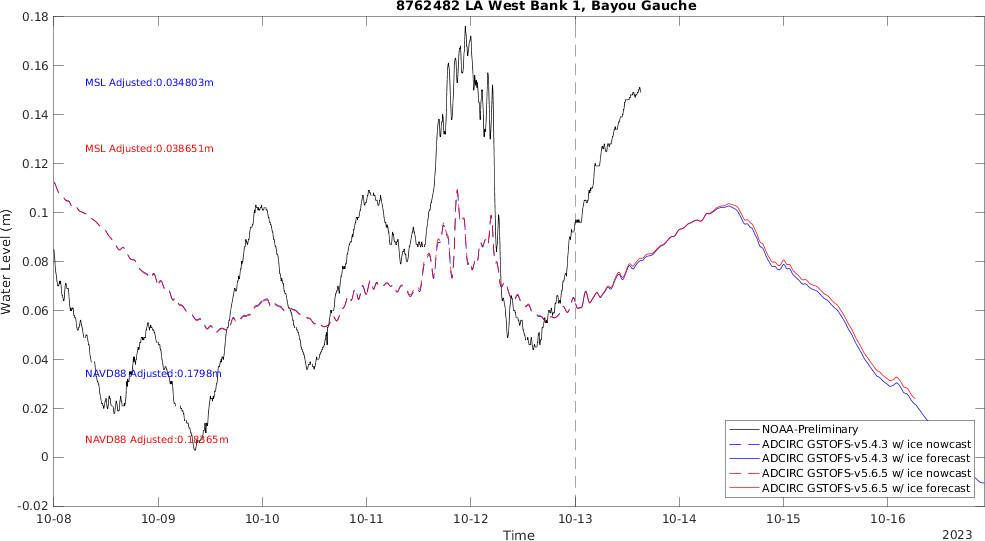 8762482 LA West Bank 1, Bayou Gauche
0.18
0.16
0.14
0.12
0.1
0.08
0.06
0.04
0.02
0
-0.02
Water Level (m)
MSL Adjusted:0.034803m
MSL Adjusted:0.038651m
NAVD88 Adjusted:0.1798m
NAVD88 Adjusted:0.18365m
NOAA-Preliminary
ADCIRC GSTOFS-v5.4.3 w/ ice nowcast
ADCIRC GSTOFS-v5.4.3 w/ ice forecast
ADCIRC GSTOFS-v5.6.5 w/ ice nowcast
ADCIRC GSTOFS-v5.6.5 w/ ice forecast
10-08 10-09 10-10 10-11 10-12 10-13 10-14 10-15 10-16
Time
2023